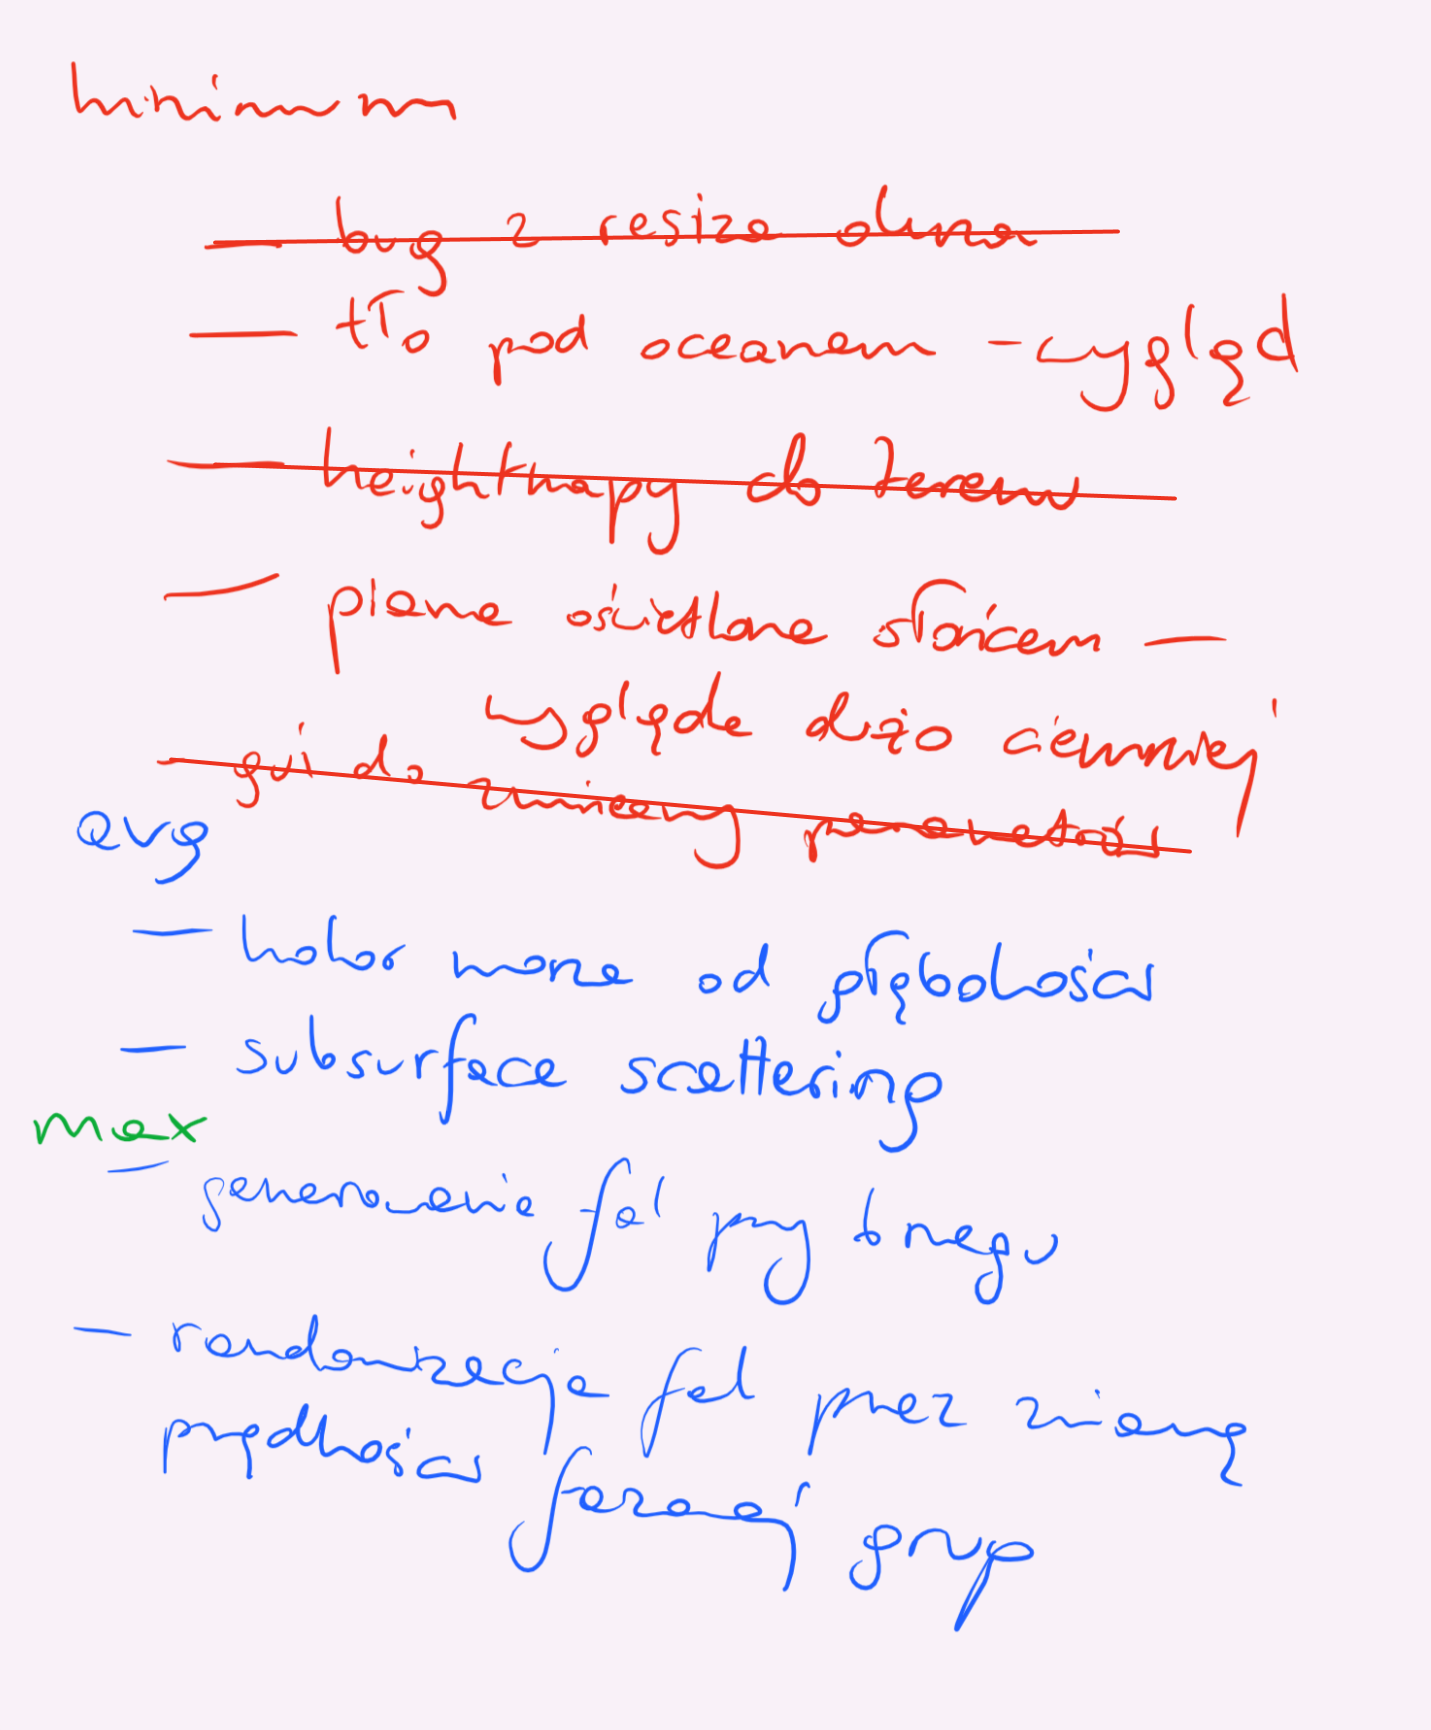 minimum
— bug z resize okna
— tło pod oceanem - wygląd
— heightmapy do terenu
— plama oświetlona słońcem —
wygląda dużo ciemniej
- gui do zmiany parametrów
avg
— kolor morza od głębokości
— subsurface scattering
max
— generowanie fal przy brzegu
— randomizacja fal przez zmianę
prędkości fazowej grup